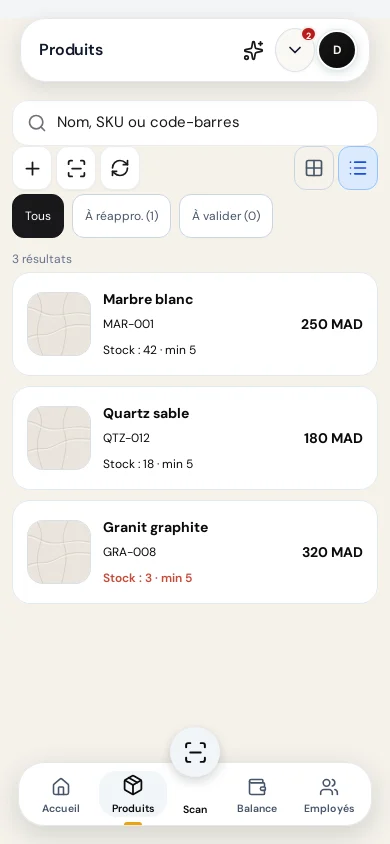 Produits
2
D
Nom, SKU ou code-barres
Tous
À réappro. (1)
À valider (0)
3 résultats
Marbre blanc
MAR-001
250 MAD
Stock : 42 · min 5
Quartz sable
QTZ-012
180 MAD
Stock : 18 · min 5
Granit graphite
GRA-008
320 MAD
Stock : 3 · min 5
Accueil
Produits
Scan
Balance
Employés